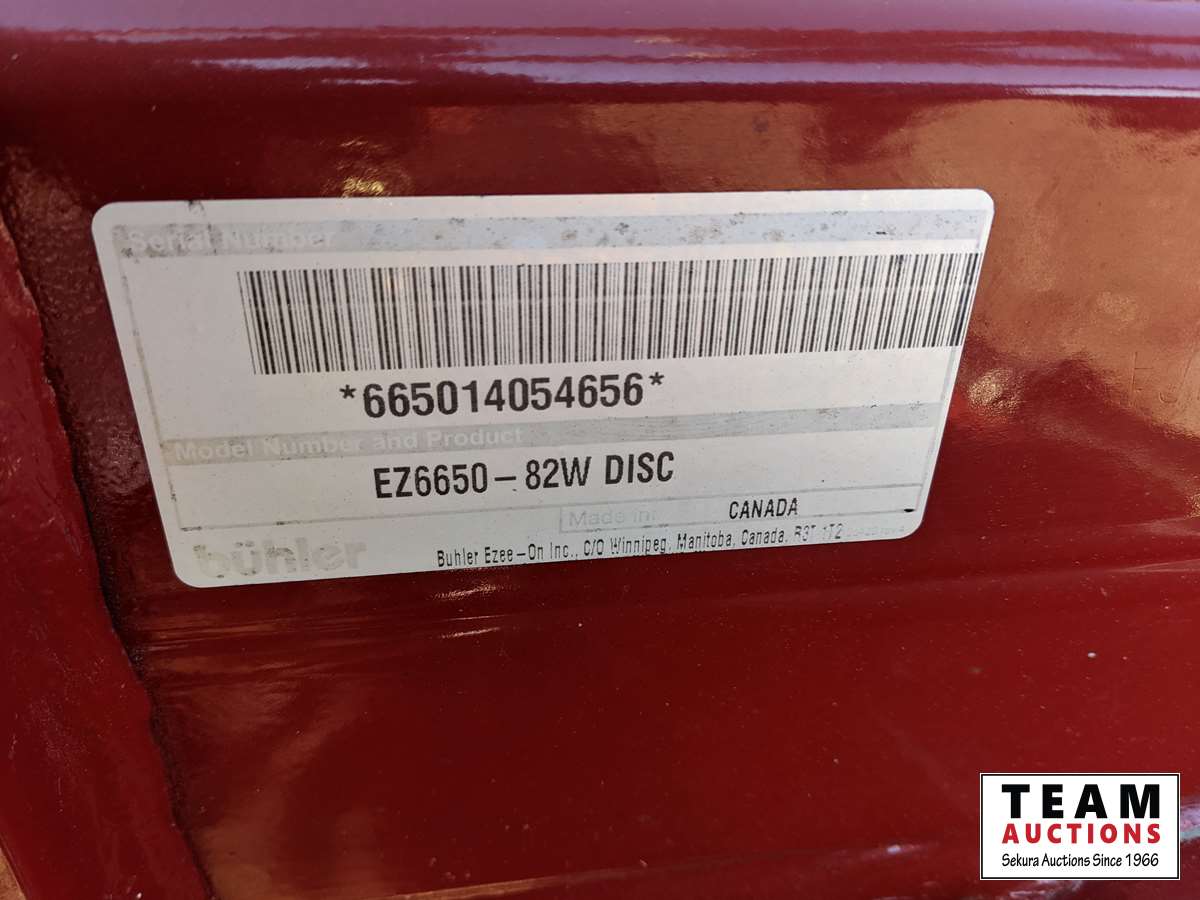 Serial Number
*665014054656*
Model Number and Product
EZ6650-82W DISC
Made in: CANADA
bühler
Buhler Ezee-On Inc., C/O Winnipeg, Manitoba, Canada, R3T 1T2
TEAM
AUCTIONS
Sekura Auctions Since 1966